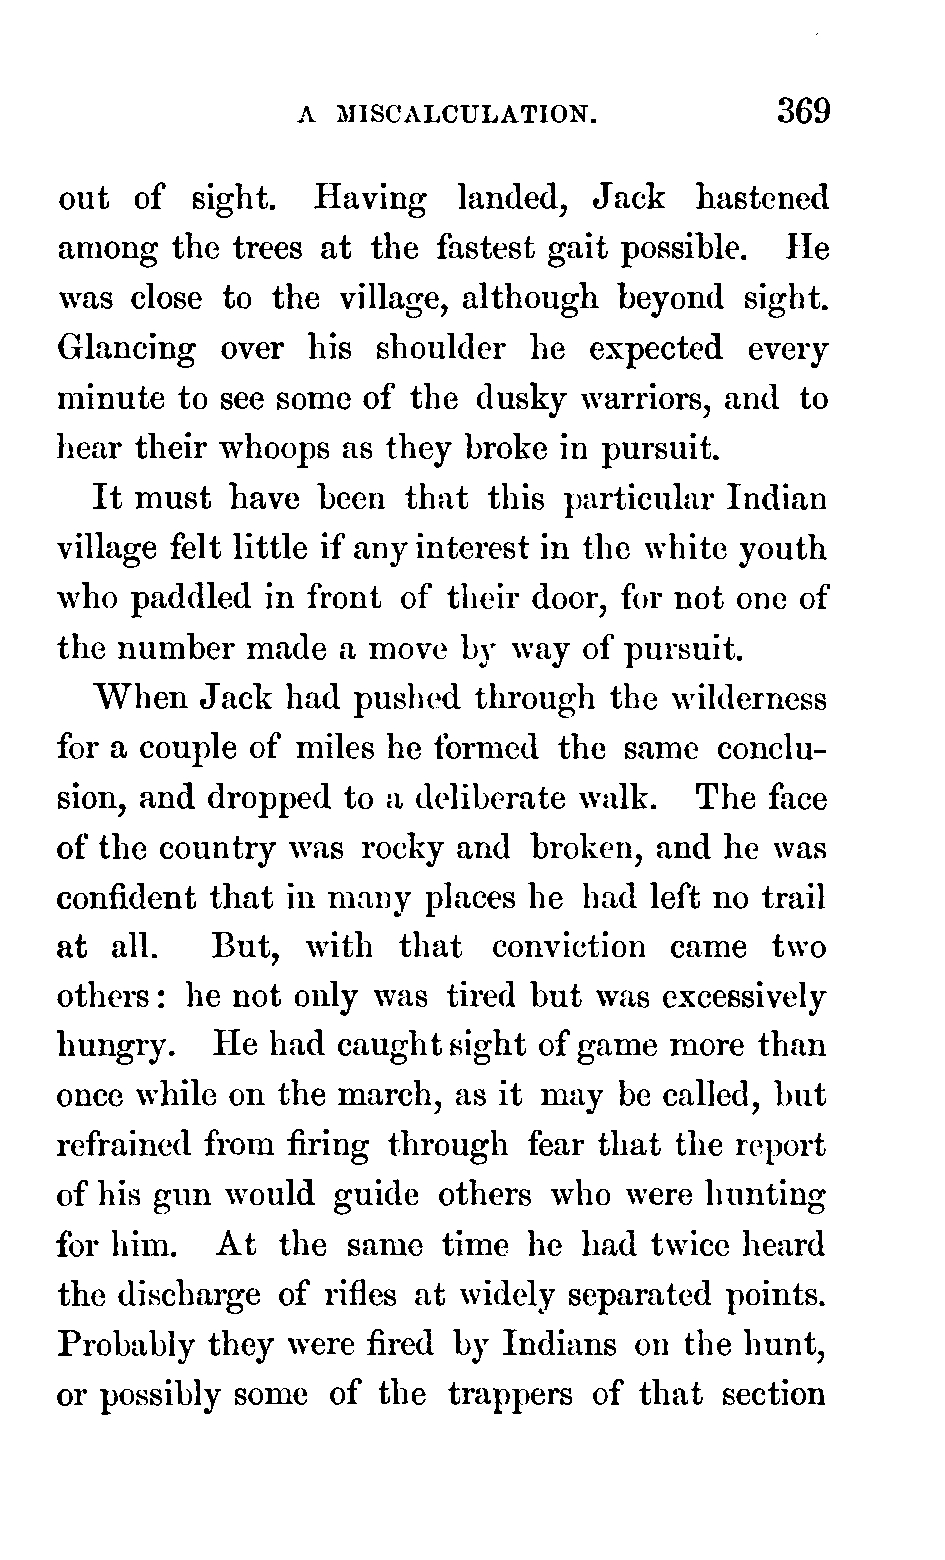 A MISCALCULATION. 369
out of sight. Having landed, Jack hastened
among the trees at the fastest gait possible. He
was close to the village, although beyond sight.
Glancing over his shoulder he expected every
minute to see some of the dusky warriors, and to
hear their whoops as they broke in pursuit.
It must have been that this particular Indian
village felt little if any interest in the white youth
who paddled in front of their door, for not one of
the number made a move by way of pursuit.
When Jack had pushed through the wilderness
for a couple of miles he formed the same conclu-
sion, and dropped to a deliberate walk. The face
of the country was rocky and broken, and he was
confident that in many places he had left no trail
at all. But, with that conviction came two
others: he not only was tired but was excessively
hungry. He had caught sight of game more than
once while on the march, as it may be called, but
refrained from firing through fear that the report
of his gun would guide others who were hunting
for him. At the same time he had twice heard
the discharge of rifles at widely separated points.
Probably they were fired by Indians on the hunt,
or possibly some of the trappers of that section